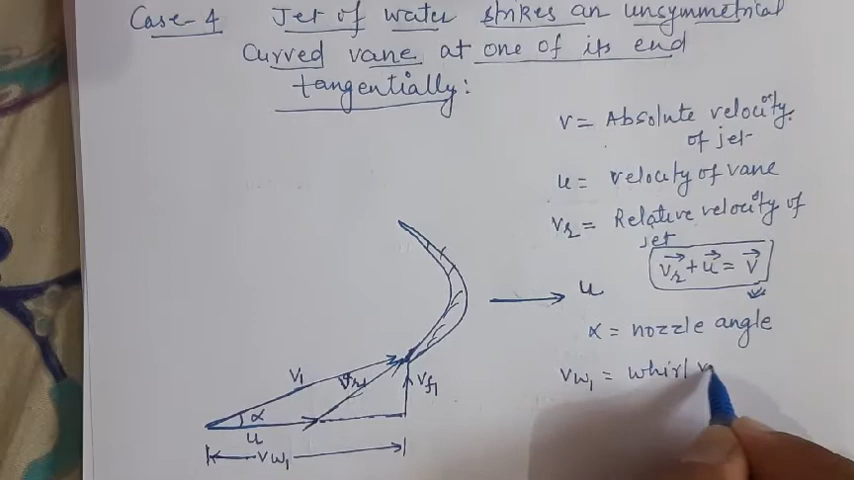 Case-4 Jet of water strikes an unsymmetrical
Curved vane at one of its end
tangentially:
V = Absolute velocity
of jet
u = velocity of vane
Vr = Relative velocity of
jet
Vr + u = V
u
α = nozzle angle
Vw1 = whirl v
V1
Vr1
Vf1
α
u
Vw1